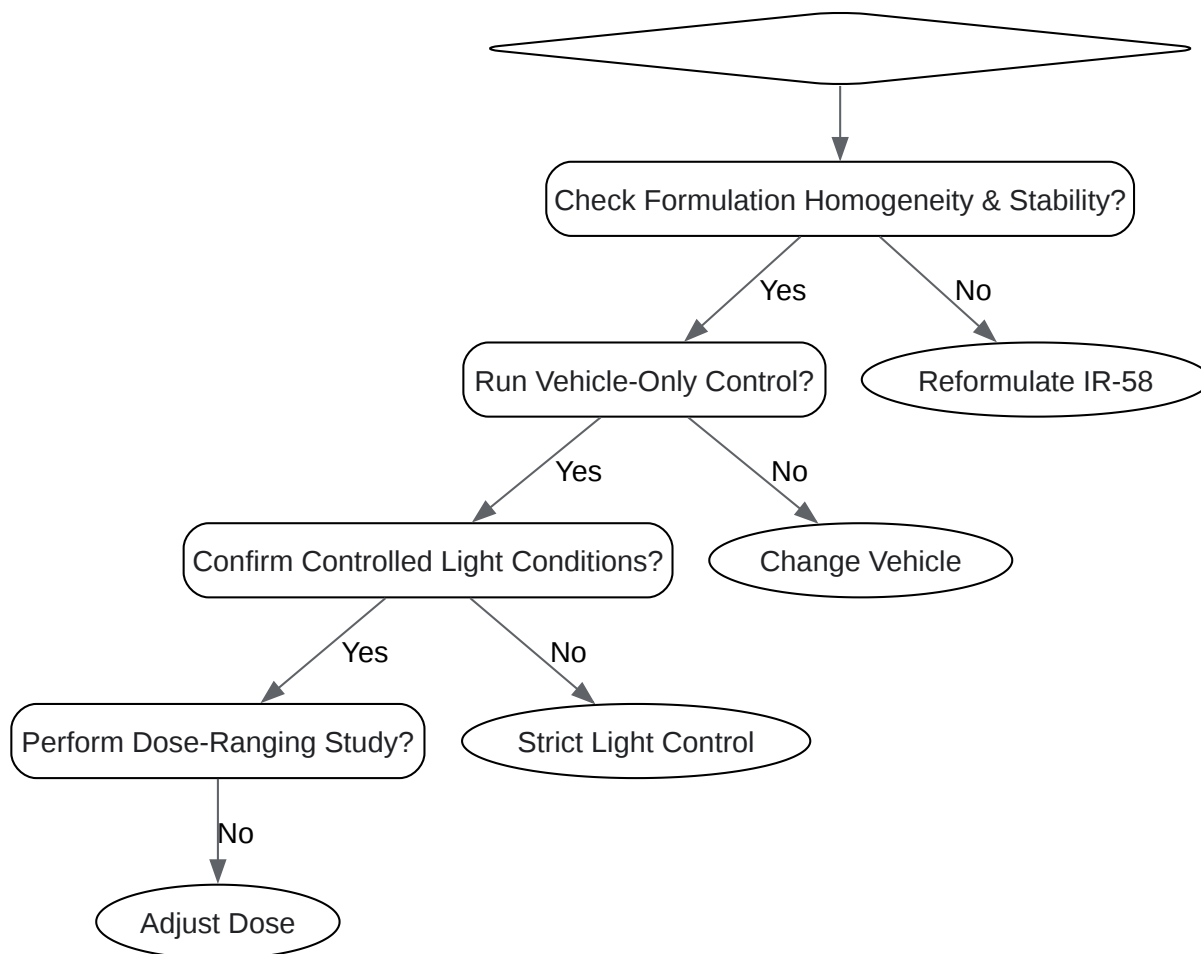 Check Formulation Homogeneity & Stability?
Yes
No
Run Vehicle-Only Control?
Reformulate IR-58
Yes
No
Confirm Controlled Light Conditions?
Change Vehicle
Yes
No
Perform Dose-Ranging Study?
Strict Light Control
No
Adjust Dose